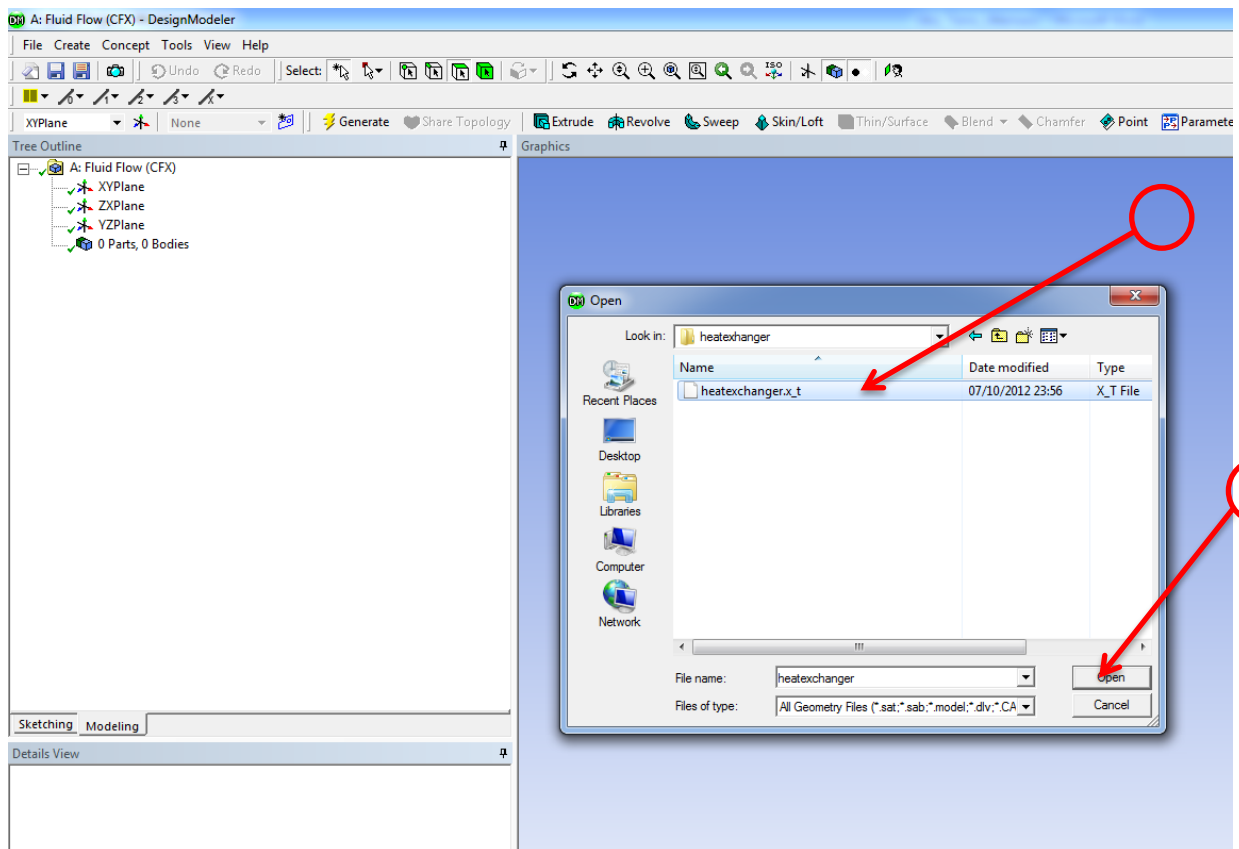 DM A: Fluid Flow (CFX) - DesignModeler
File Create Concept Tools View Help
Undo Redo Select: ISO
XYPlane None Generate Share Topology Extrude Revolve Sweep Skin/Loft Thin/Surface Blend Chamfer Point Paramete
Tree Outline Graphics
A: Fluid Flow (CFX)
XYPlane
ZXPlane
YZPlane
0 Parts, 0 Bodies
DM Open
Look in: heatexhanger
Name Date modified Type
heatexchanger.x_t 07/10/2012 23:56 X_T File
Recent Places
Desktop
Libraries
Computer
Network
File name: heatexchanger Open
Files of type: All Geometry Files (*.sat;*.sab;*.model;*.dlv;*.CA Cancel
Sketching Modeling
Details View